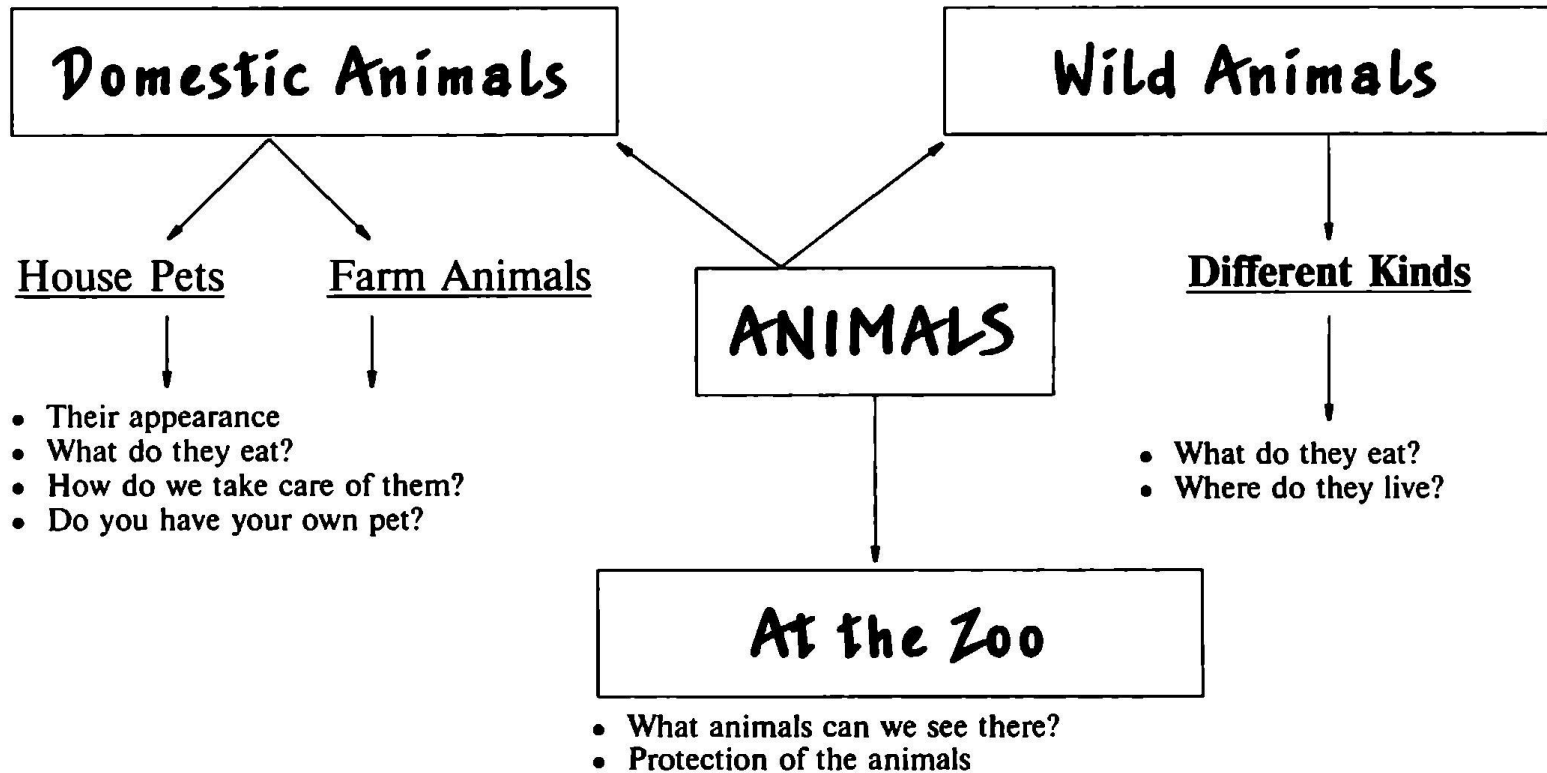 Domestic Animals
Wild Animals
House Pets
Farm Animals
Different Kinds
ANIMALS
• Their appearance
• What do they eat?
• How do we take care of them?
• Do you have your own pet?
• What do they eat?
• Where do they live?
At the Zoo
• What animals can we see there?
• Protection of the animals